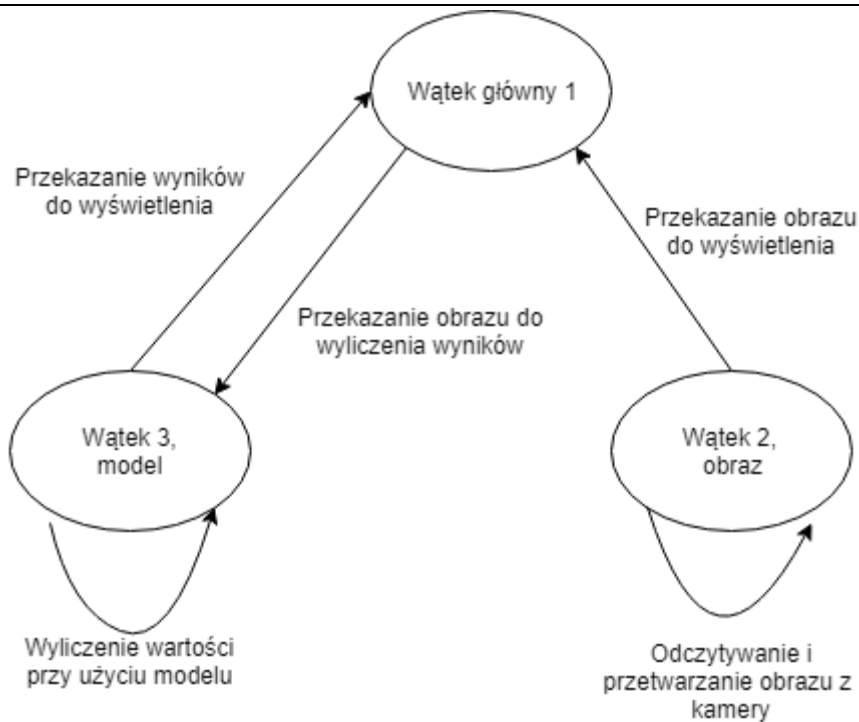 Wątek główny 1
Przekazanie wyników
do wyświetlenia
Przekazanie obrazu
do wyświetlenia
Przekazanie obrazu do
wyliczenia wyników
Wątek 3,
model
Wątek 2,
obraz
Wyliczenie wartości
przy użyciu modelu
Odczytywanie i
przetwarzanie obrazu z
kamery